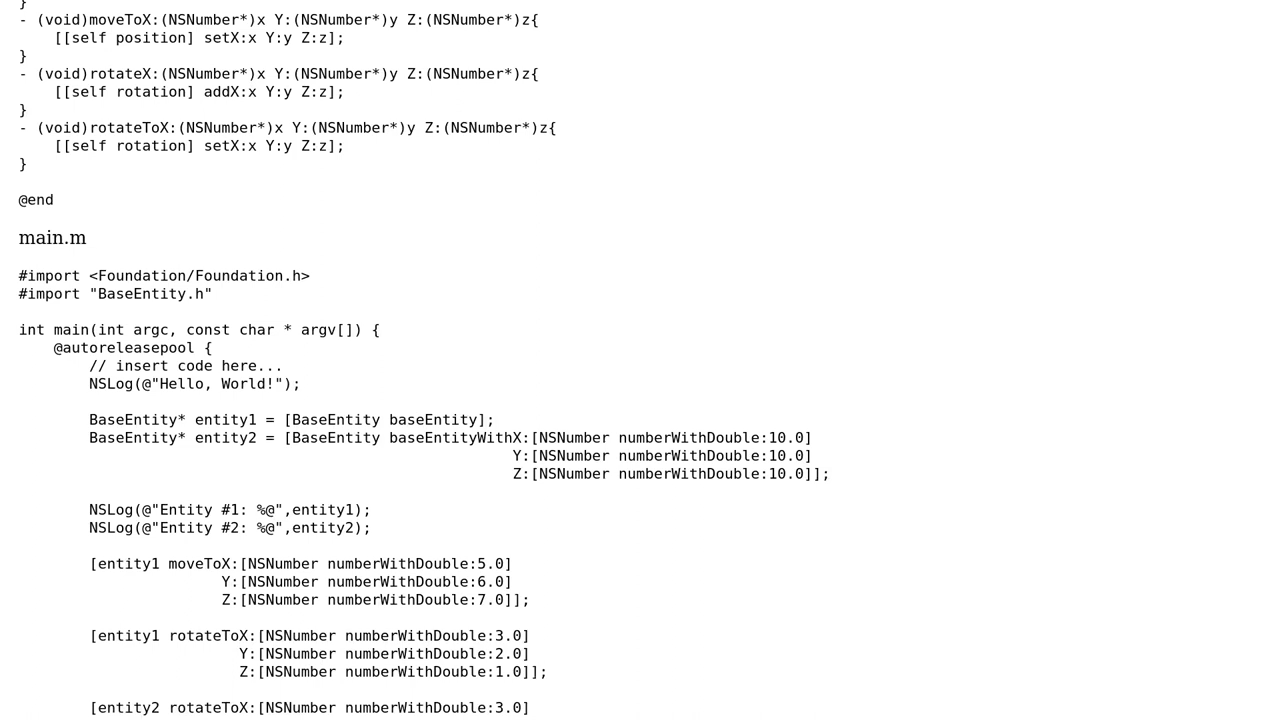 }
- (void)moveToX:(NSNumber*)x Y:(NSNumber*)y Z:(NSNumber*)z{
    [[self position] setX:x Y:y Z:z];
}
- (void)rotateX:(NSNumber*)x Y:(NSNumber*)y Z:(NSNumber*)z{
    [[self rotation] addX:x Y:y Z:z];
}
- (void)rotateToX:(NSNumber*)x Y:(NSNumber*)y Z:(NSNumber*)z{
    [[self rotation] setX:x Y:y Z:z];
}

@end

main.m

#import <Foundation/Foundation.h>
#import "BaseEntity.h"

int main(int argc, const char * argv[]) {
    @autoreleasepool {
        // insert code here...
        NSLog(@"Hello, World!");

        BaseEntity* entity1 = [BaseEntity baseEntity];
        BaseEntity* entity2 = [BaseEntity baseEntityWithX:[NSNumber numberWithDouble:10.0]
                                                        Y:[NSNumber numberWithDouble:10.0]
                                                        Z:[NSNumber numberWithDouble:10.0]];

        NSLog(@"Entity #1: %@",entity1);
        NSLog(@"Entity #2: %@",entity2);

        [entity1 moveToX:[NSNumber numberWithDouble:5.0]
                       Y:[NSNumber numberWithDouble:6.0]
                       Z:[NSNumber numberWithDouble:7.0]];

        [entity1 rotateToX:[NSNumber numberWithDouble:3.0]
                         Y:[NSNumber numberWithDouble:2.0]
                         Z:[NSNumber numberWithDouble:1.0]];

        [entity2 rotateToX:[NSNumber numberWithDouble:3.0]